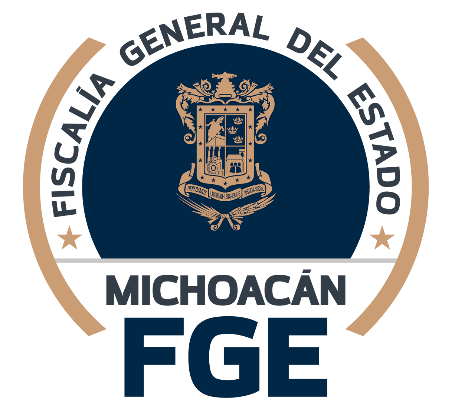 FISCALÍA GENERAL DEL ESTADO
MICHOACÁN
FGE